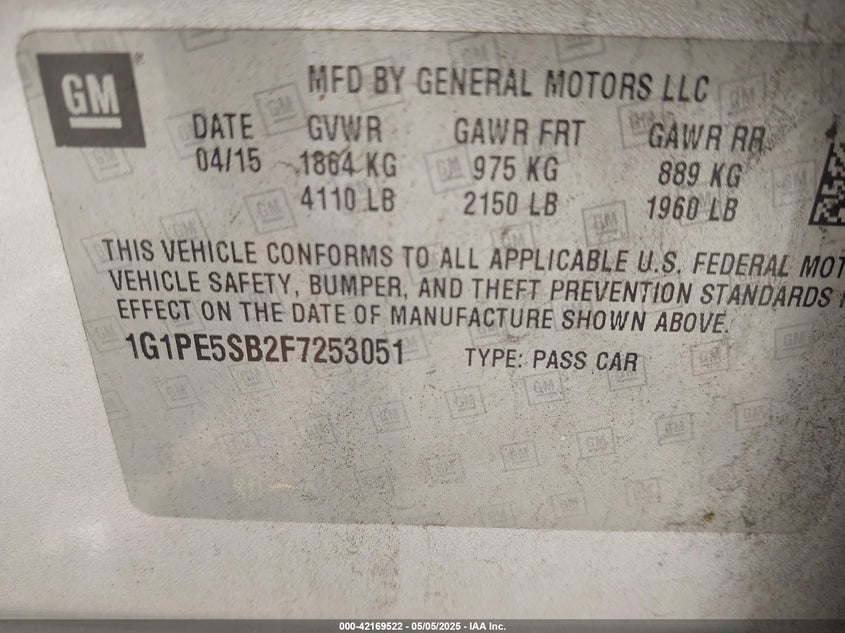 GM
MFD BY GENERAL MOTORS LLC
DATE GVWR GAWR FRT GAWR RR
04/15 1864 KG 975 KG 889 KG
4110 LB 2150 LB 1960 LB
THIS VEHICLE CONFORMS TO ALL APPLICABLE U.S. FEDERAL MOT
VEHICLE SAFETY, BUMPER, AND THEFT PREVENTION STANDARDS
EFFECT ON THE DATE OF MANUFACTURE SHOWN ABOVE.
1G1PE5SB2F7253051 TYPE: PASS CAR
000-42169522 - 05/05/2025 - IAA Inc.